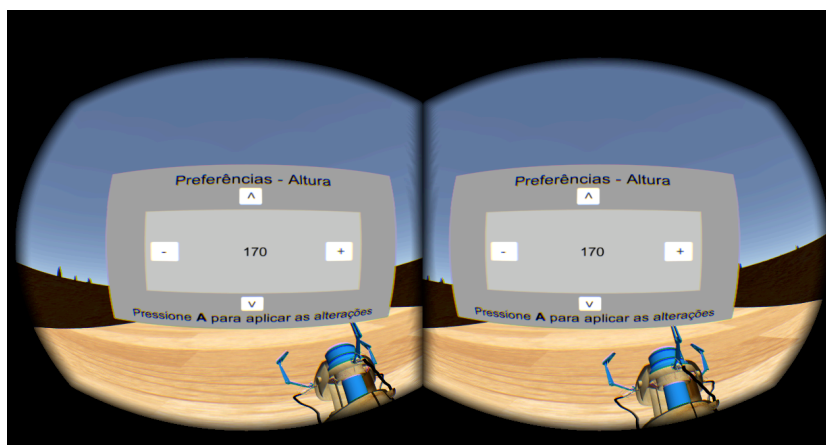 Preferências - Altura
^
- 170 +
v
Pressione A para aplicar as alterações
Preferências - Altura
^
- 170 +
v
Pressione A para aplicar as alterações